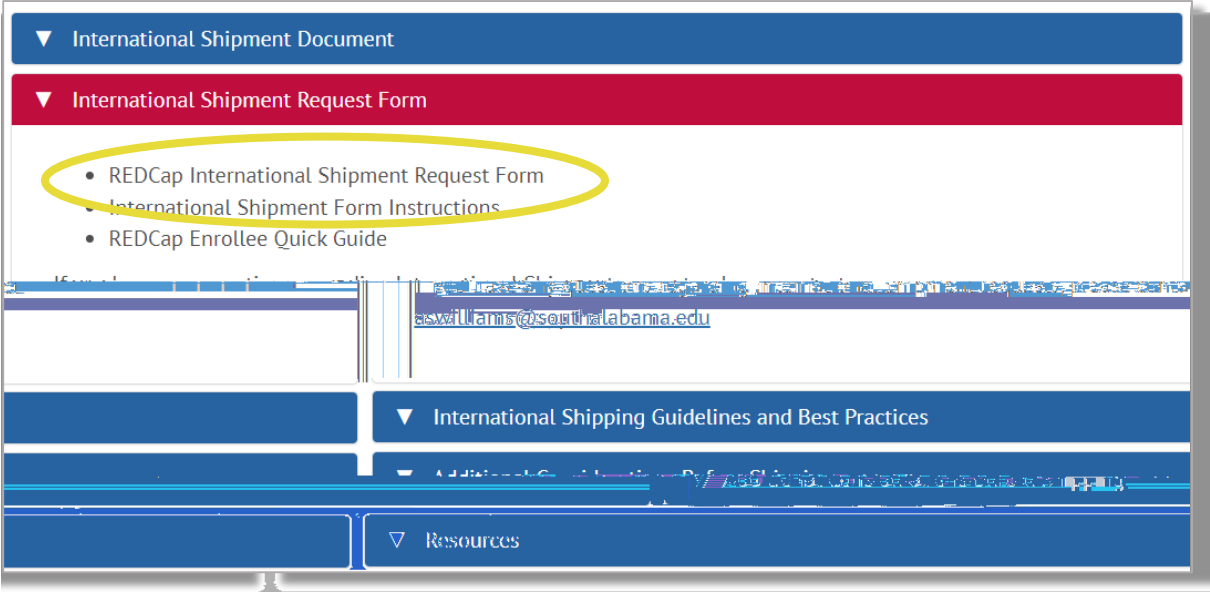 International Shipment Document
International Shipment Request Form
REDCap International Shipment Request Form
International Shipment Form Instructions
REDCap Enrollee Quick Guide
aswilliams@southalabama.edu
International Shipping Guidelines and Best Practices
Additional
Resources